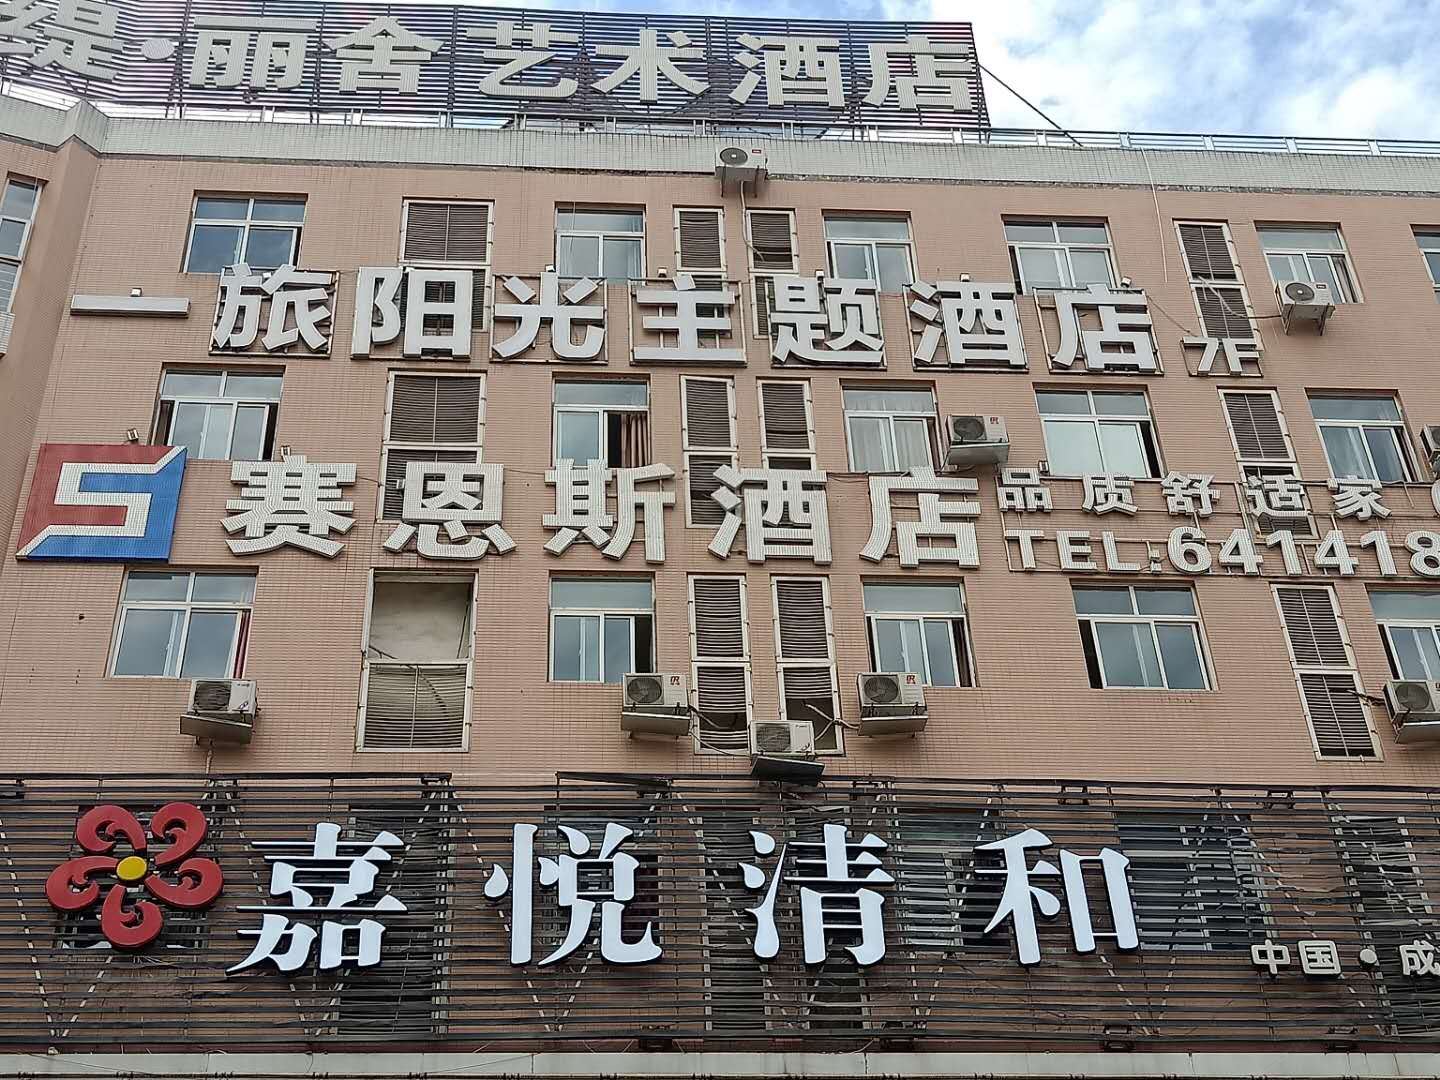 缇·丽舍艺术酒店
一旅阳光主题酒店 7F
赛恩斯酒店
品质舒适家
TEL:641418
嘉悦清和
中国·成